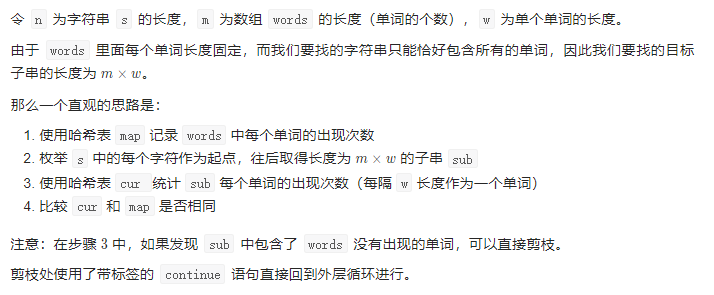 令 n 为字符串 s 的长度，m 为数组 words 的长度（单词的个数），w 为单个单词的长度。
由于 words 里面每个单词长度固定，而我们要找的字符串只能恰好包含所有的单词，因此我们要找的目标
子串的长度为 m × w。
那么一个直观的思路是：
1. 使用哈希表 map 记录 words 中每个单词的出现次数
2. 枚举 s 中的每个字符作为起点，往后取得长度为 m × w 的子串 sub
3. 使用哈希表 cur 统计 sub 每个单词的出现次数（每隔 w 长度作为一个单词）
4. 比较 cur 和 map 是否相同
注意：在步骤 3 中，如果发现 sub 中包含了 words 没有出现的单词，可以直接剪枝。
剪枝处使用了带标签的 continue 语句直接回到外层循环进行。